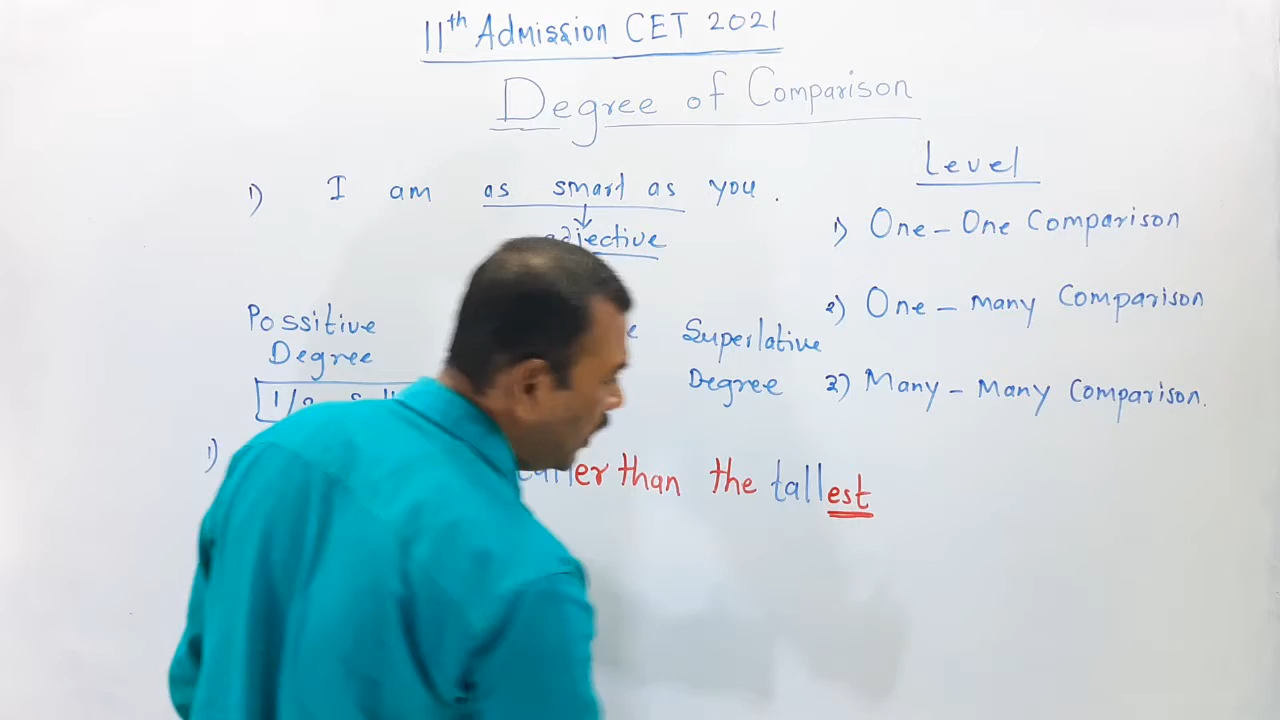 11th Admission CET 2021
Degree of Comparison
Level
1) I am as smart as you.
adjective
1) One - One Comparison
2) One - many Comparison
3) Many - Many Comparison.
Possitive
Degree
Superlative
Degree
1)
er than the tallest